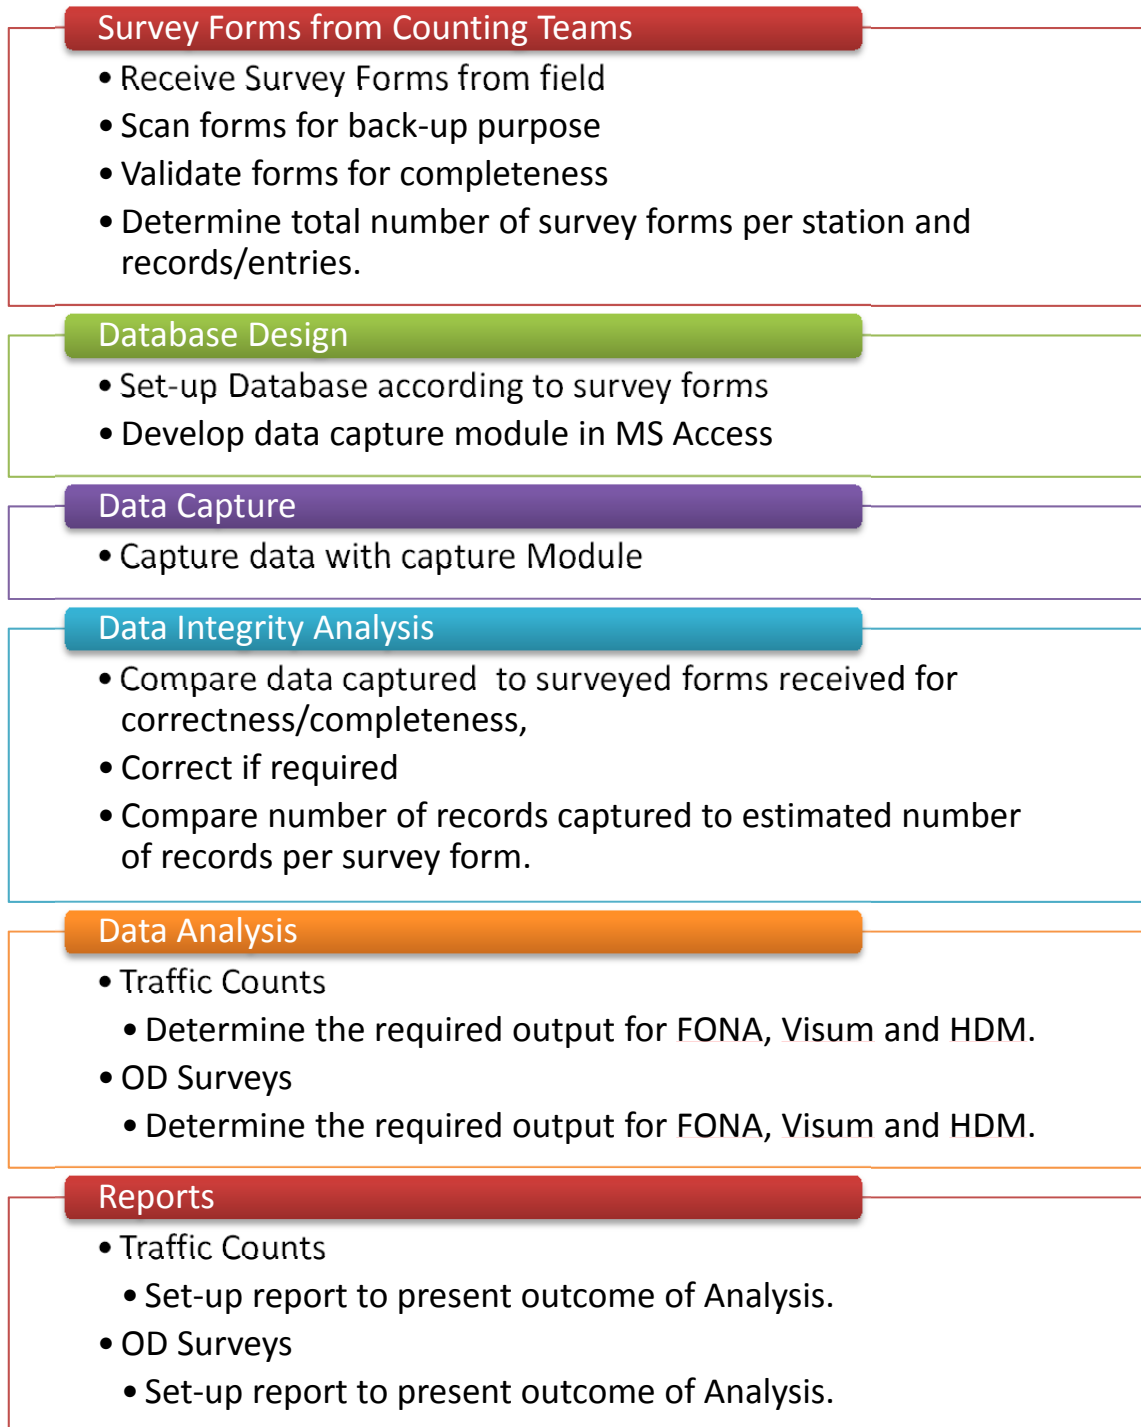 Survey Forms from Counting Teams
• Receive Survey Forms from field
• Scan forms for back-up purpose
• Validate forms for completeness
• Determine total number of survey forms per station and
records/entries.
Database Design
• Set-up Database according to survey forms
• Develop data capture module in MS Access
Data Capture
• Capture data with capture Module
Data Integrity Analysis
• Compare data captured  to surveyed forms received for
correctness/completeness,
• Correct if required
• Compare number of records captured to estimated number
of records per survey form.
Data Analysis
• Traffic Counts
• Determine the required output for FONA, Visum and HDM.
• OD Surveys
• Determine the required output for FONA, Visum and HDM.
Reports
• Traffic Counts
• Set-up report to present outcome of Analysis.
• OD Surveys
• Set-up report to present outcome of Analysis.